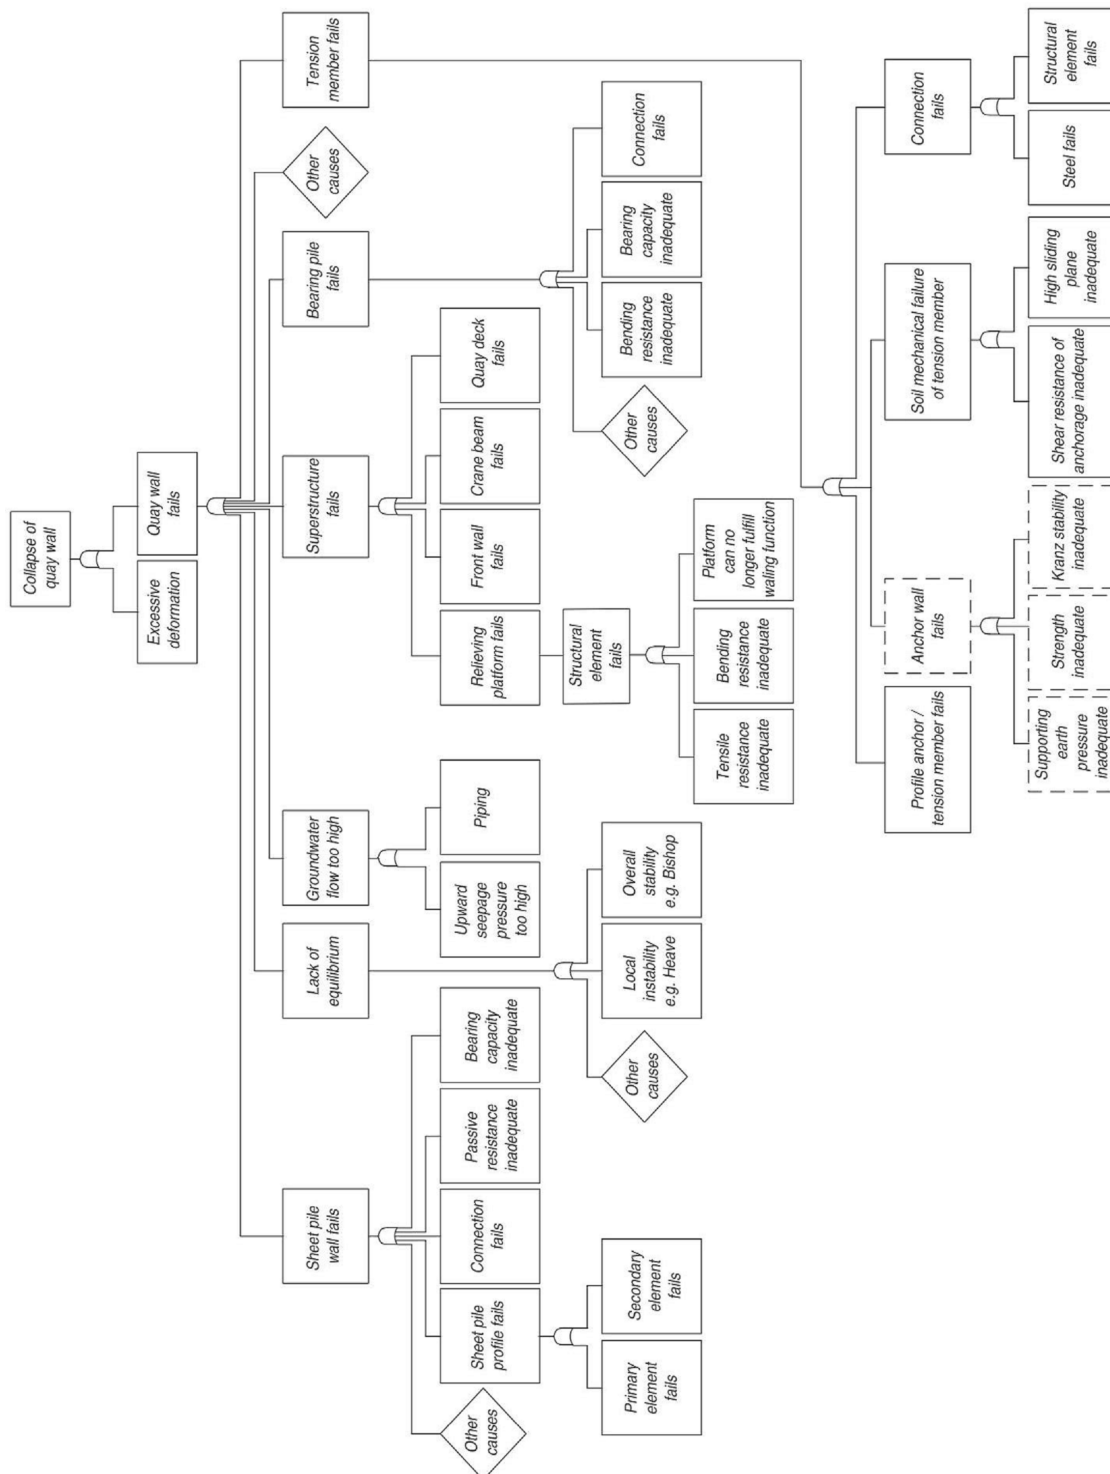 Collapse of
quay wall
Excessive
deformation
Quay wall
fails
Sheet pile
wall fails
Lack of
equilibrium
Groundwater
flow too high
Superstructure
fails
Bearing pile
fails
Other
causes
Tension
member fails
Other
causes
Sheet pile
profile fails
Connection
fails
Passive
resistance
inadequate
Bearing
capacity
inadequate
Upward
seepage
pressure
too high
Piping
Relieving
platform fails
Front wall
fails
Crane beam
fails
Quay deck
fails
Primary
element
fails
Secondary
element
fails
Other
causes
Local
instability
e.g. Heave
Overall
stability
e.g. Bishop
Structural
element
fails
Other
causes
Bending
resistance
inadequate
Bearing
capacity
inadequate
Connection
fails
Tensile
resistance
inadequate
Bending
resistance
inadequate
Platform
can no
longer fulfill
waling function
Profile anchor /
tension member fails
Anchor wall
fails
Soil mechanical failure
of tension member
Connection
fails
Supporting
earth
pressure
inadequate
Strength
inadequate
Kranz stability
inadequate
Shear resistance of
anchorage inadequate
High sliding
plane
inadequate
Steel fails
Structural
element
fails